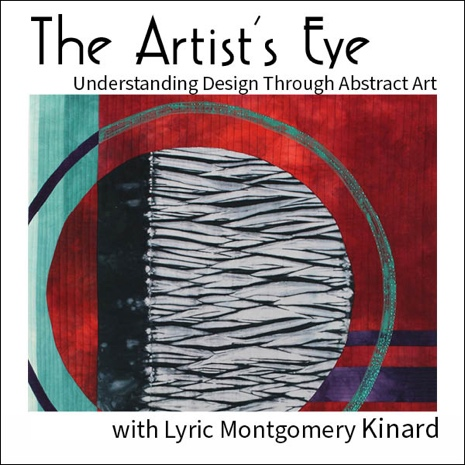 The Artist's Eye
Understanding Design Through Abstract Art
with Lyric Montgomery Kinard